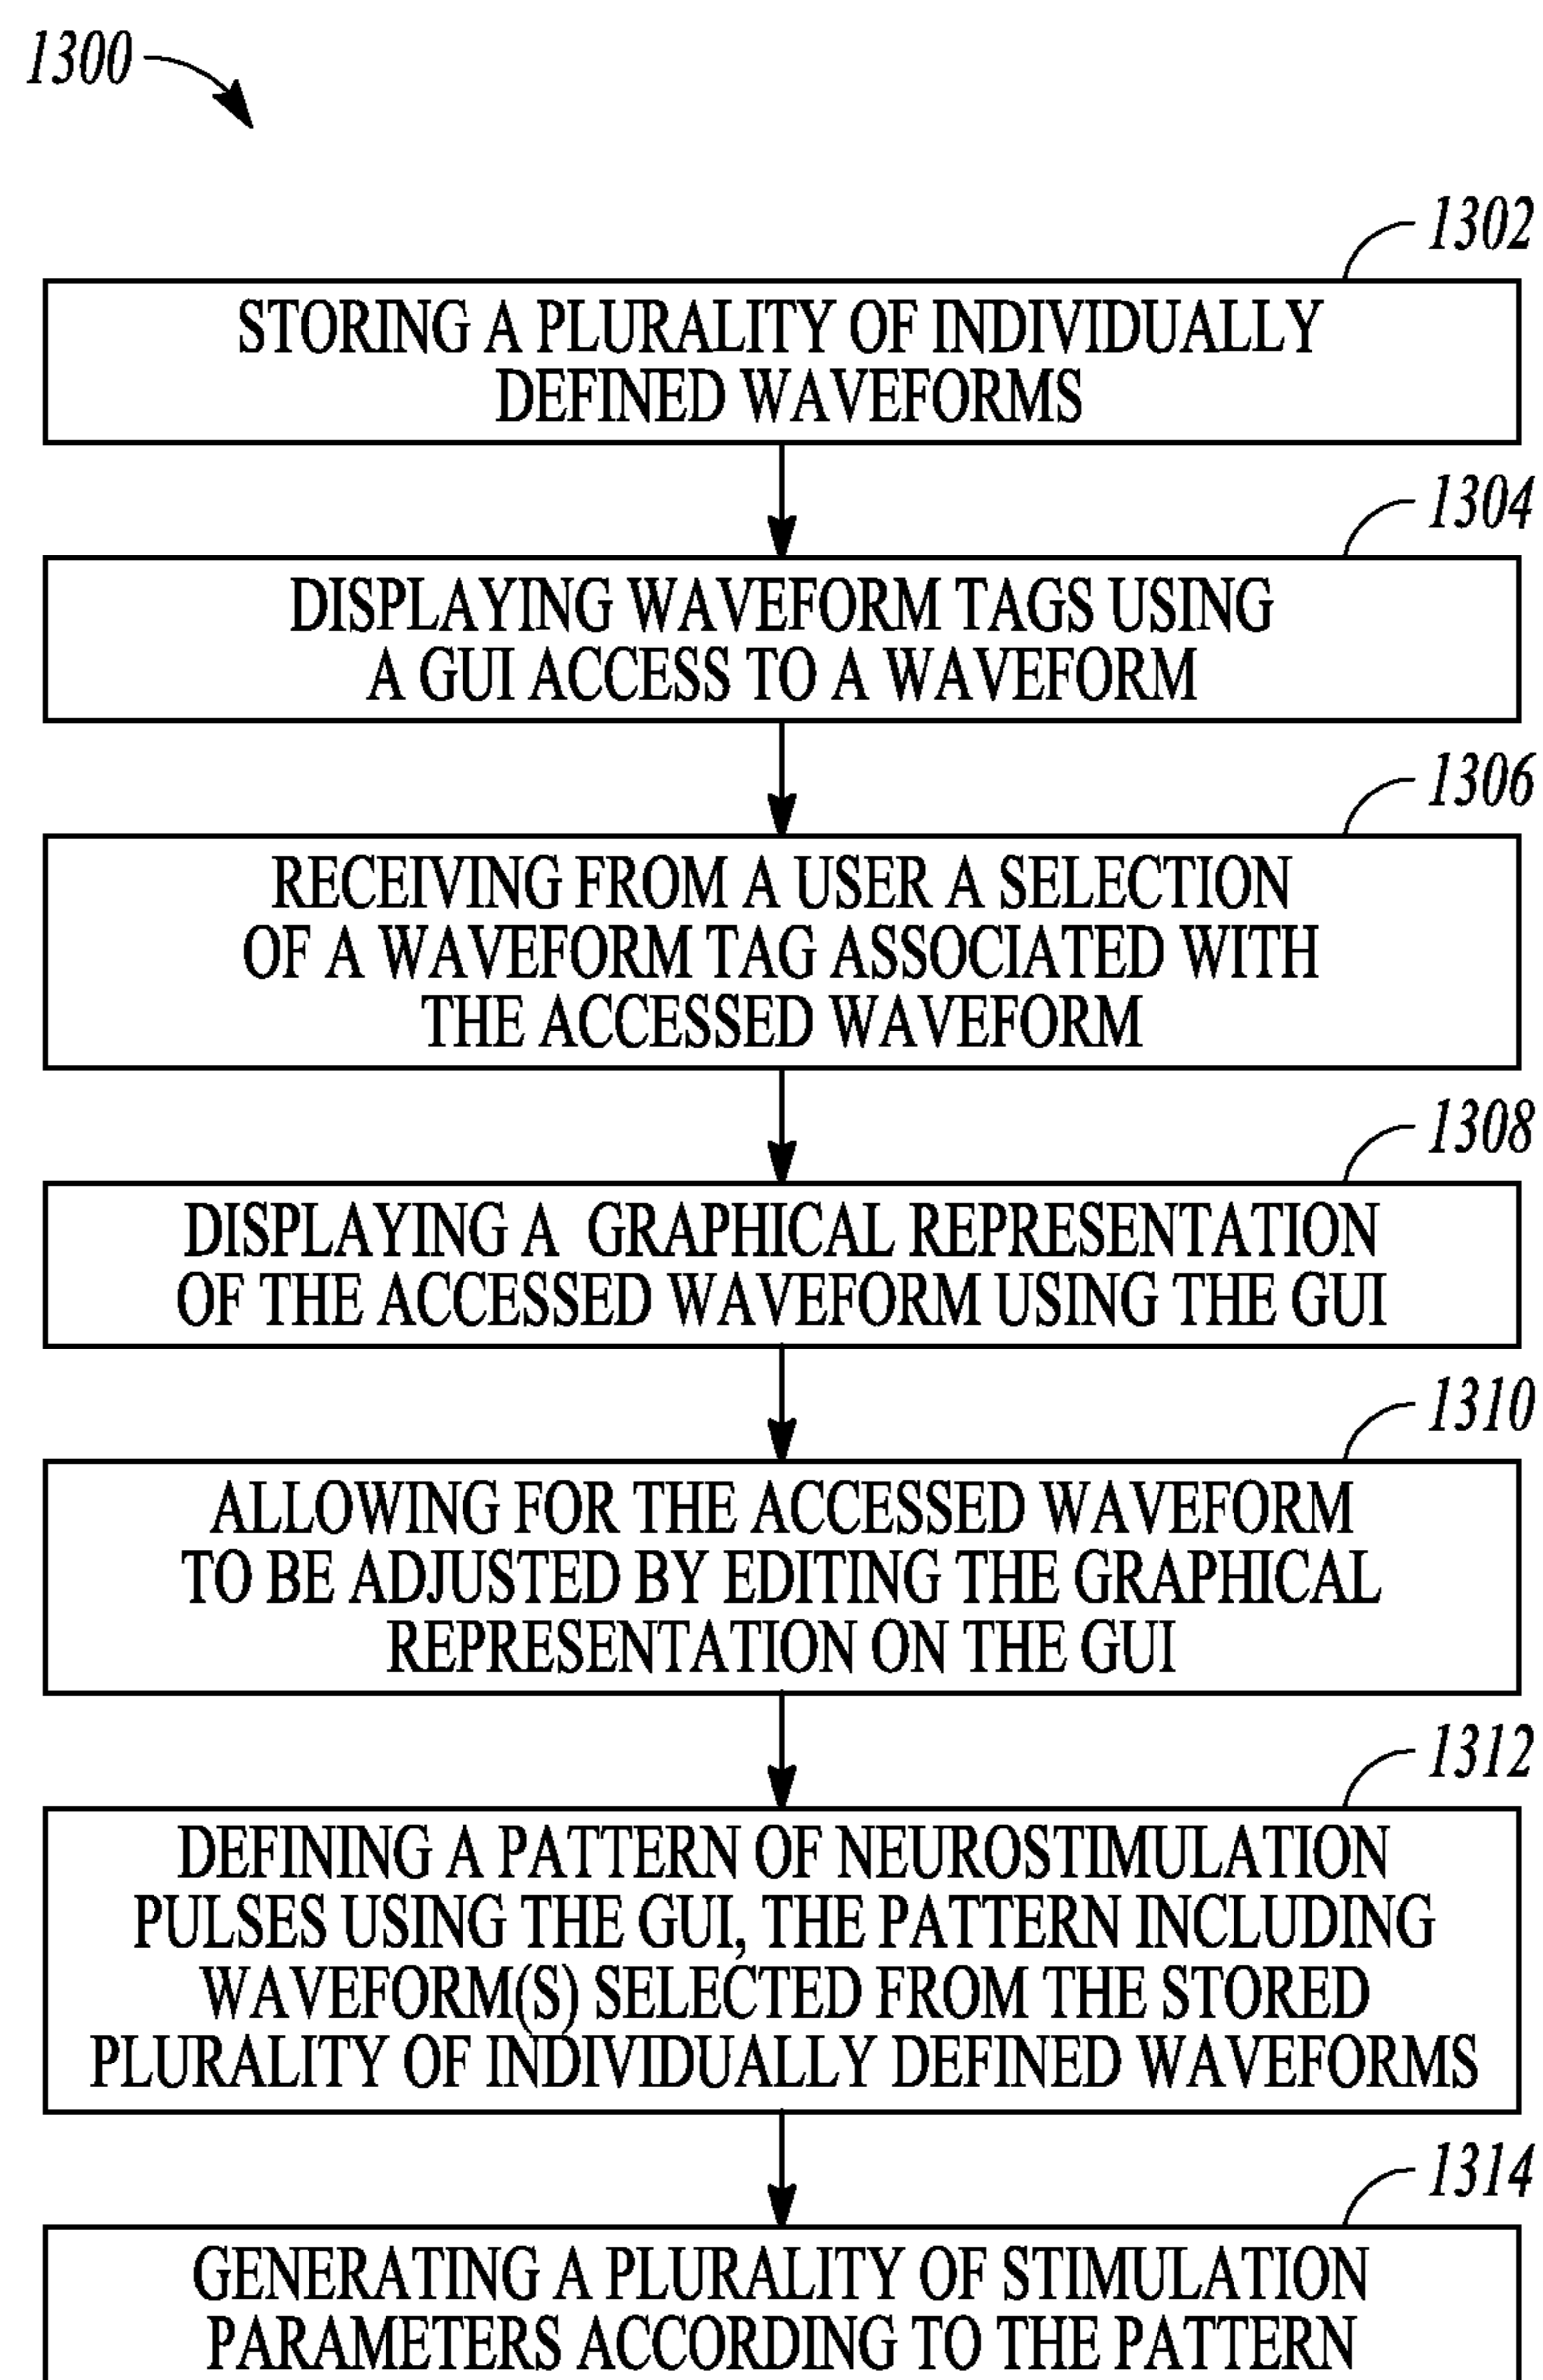 1300
1302
STORING A PLURALITY OF INDIVIDUALLY
DEFINED WAVEFORMS
1304
DISPLAYING WAVEFORM TAGS USING
A GUI ACCESS TO A WAVEFORM
1306
RECEIVING FROM A USER A SELECTION
OF A WAVEFORM TAG ASSOCIATED WITH
THE ACCESSED WAVEFORM
1308
DISPLAYING A GRAPHICAL REPRESENTATION
OF THE ACCESSED WAVEFORM USING THE GUI
1310
ALLOWING FOR THE ACCESSED WAVEFORM
TO BE ADJUSTED BY EDITING THE GRAPHICAL
REPRESENTATION ON THE GUI
1312
DEFINING A PATTERN OF NEUROSTIMULATION
PULSES USING THE GUI, THE PATTERN INCLUDING
WAVEFORM(S) SELECTED FROM THE STORED
PLURALITY OF INDIVIDUALLY DEFINED WAVEFORMS
1314
GENERATING A PLURALITY OF STIMULATION
PARAMETERS ACCORDING TO THE PATTERN